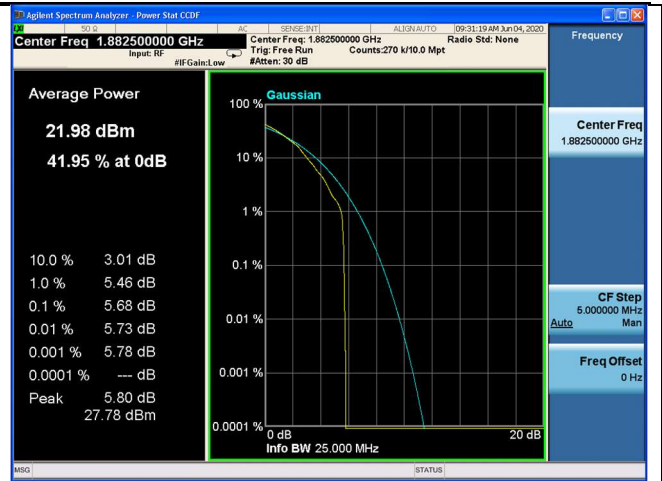 Agilent Spectrum Analyzer - Power Stat CCDF
50 Ω AC SENSE:INT ALIGN AUTO 09:31:19 AM Jun 04, 2020
Center Freq 1.882500000 GHz
Input: RF
#IFGain:Low
Center Freq: 1.882500000 GHz
Radio Std: None
Trig: Free Run
Counts:270 k/10.0 Mpt
#Atten: 30 dB
Frequency
Average Power
21.98 dBm
41.95 % at 0dB
10.0 % 3.01 dB
1.0 % 5.46 dB
0.1 % 5.68 dB
0.01 % 5.73 dB
0.001 % 5.78 dB
0.0001 % --- dB
Peak 5.80 dB
27.78 dBm
Gaussian
100 %
10 %
1 %
0.1 %
0.01 %
0.001 %
0.0001 %
0 dB
20 dB
Info BW 25.000 MHz
Center Freq
1.882500000 GHz
CF Step
5.000000 MHz
Auto Man
Freq Offset
0 Hz
MSG
STATUS